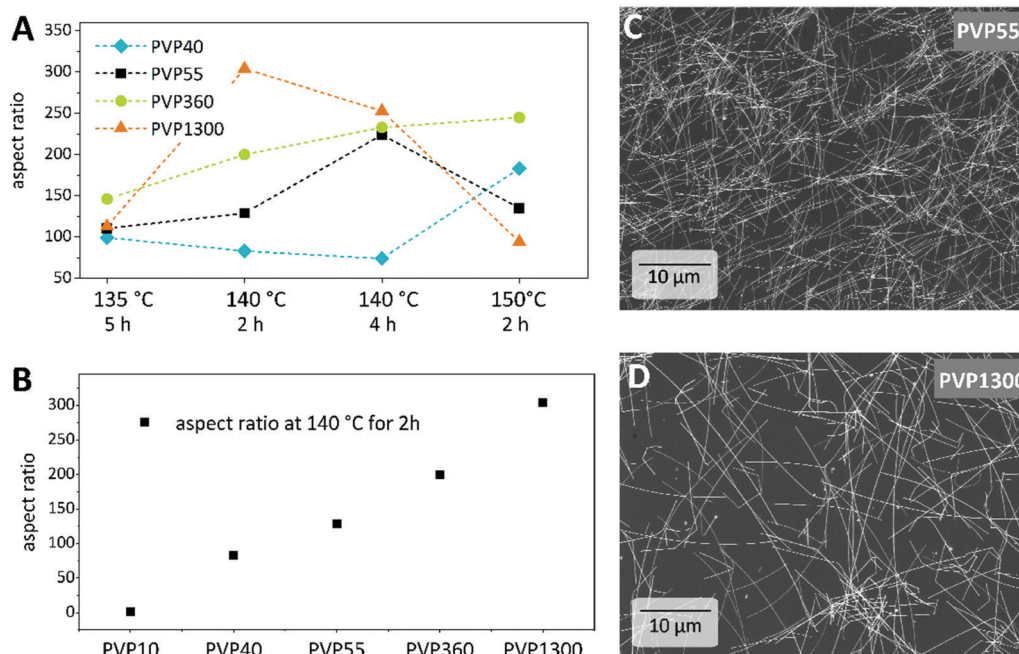 A
aspect ratio
350
300
250
200
150
100
50
PVP40
PVP55
PVP360
PVP1300
135 °C
5 h
140 °C
2 h
140 °C
4 h
150°C
2 h
B
aspect ratio
300
250
200
150
100
50
0
aspect ratio at 140 °C for 2h
PVP10
PVP40
PVP55
PVP360
PVP1300
C
PVP55
10 µm
D
PVP1300
10 µm